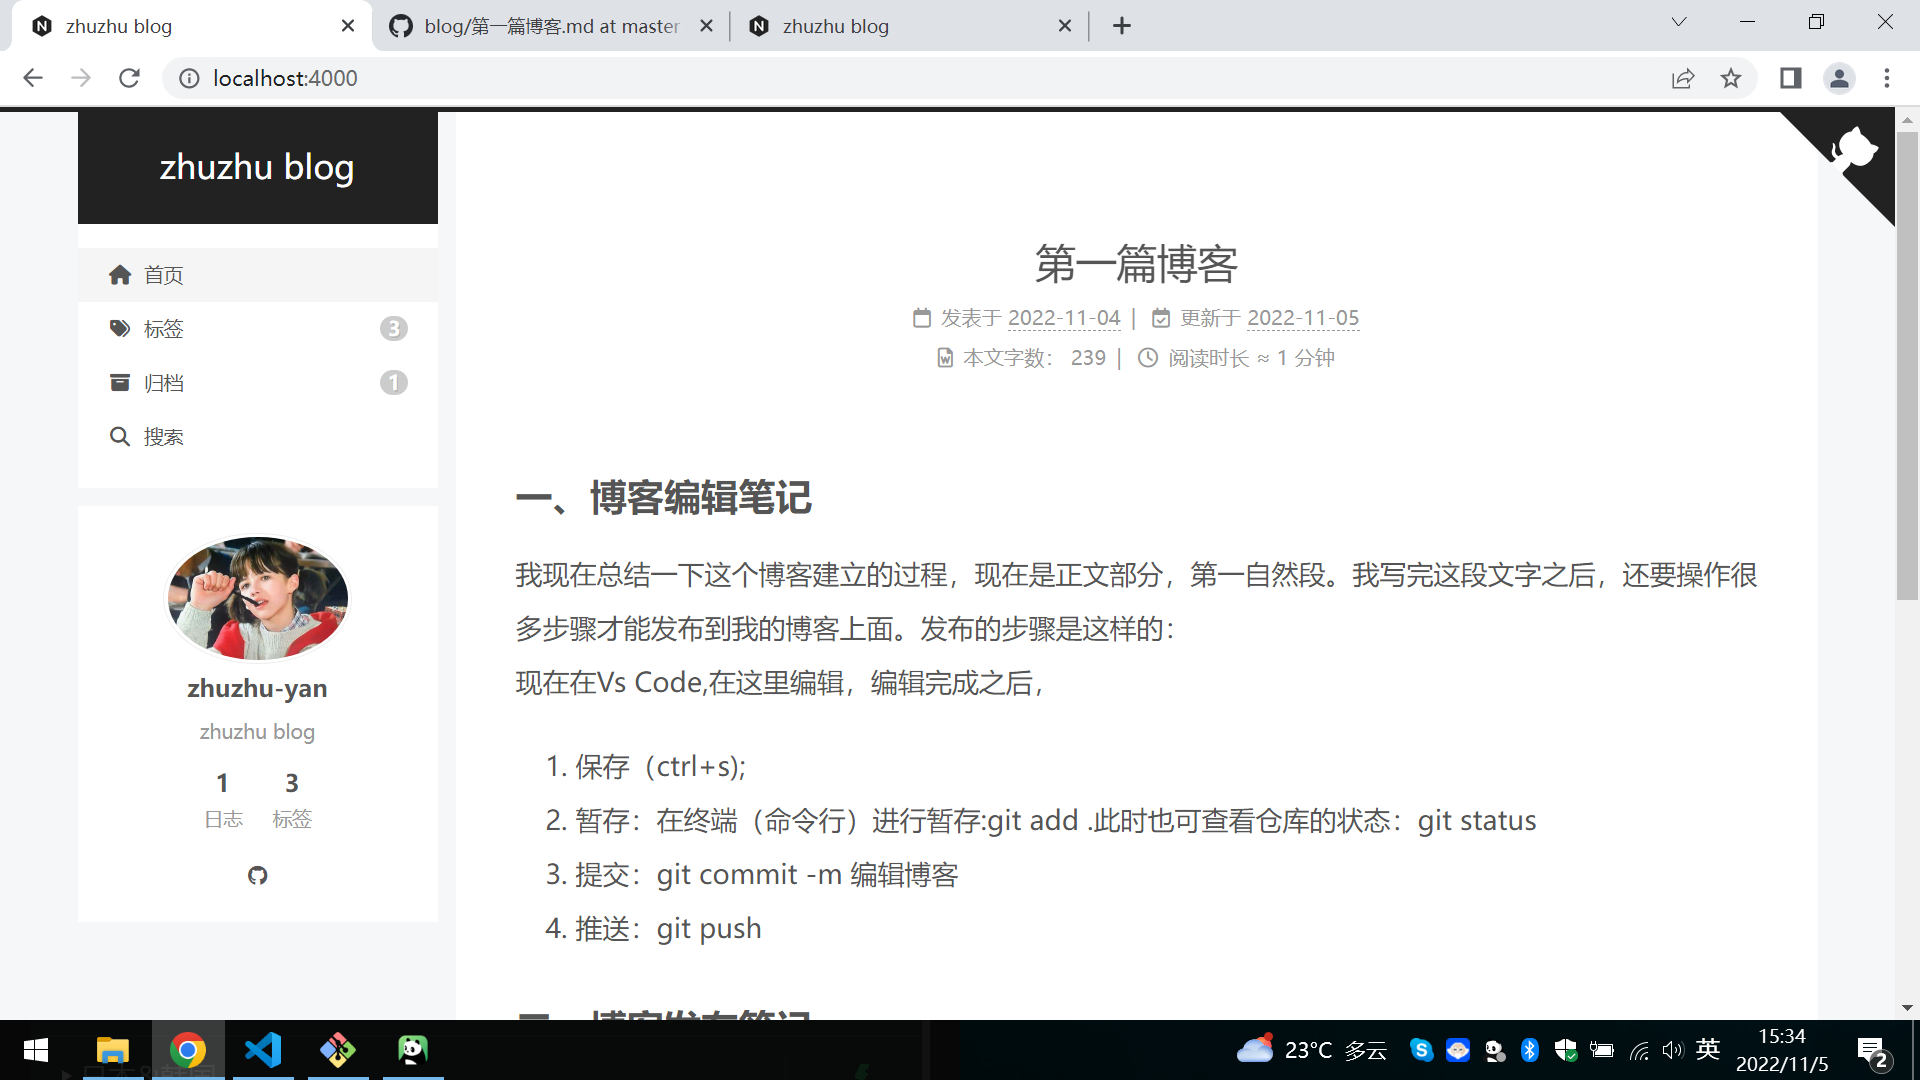 zhuzhu blog
blog/第一篇博客.md at master
zhuzhu blog
localhost:4000
zhuzhu blog
首页
标签 3
归档 1
搜索
zhuzhu-yan
zhuzhu blog
1 3
日志 标签
第一篇博客
发表于 2022-11-04 | 更新于 2022-11-05
本文字数： 239 | 阅读时长 ≈ 1 分钟
一、博客编辑笔记
我现在总结一下这个博客建立的过程，现在是正文部分，第一自然段。我写完这段文字之后，还要操作很
多步骤才能发布到我的博客上面。发布的步骤是这样的：
现在在Vs Code,在这里编辑，编辑完成之后，
1. 保存（ctrl+s);
2. 暂存：在终端（命令行）进行暂存:git add .此时也可查看仓库的状态：git status
3. 提交：git commit -m 编辑博客
4. 推送：git push
二、博客发布笔记
23°C 多云
英
15:34
2022/11/5
2